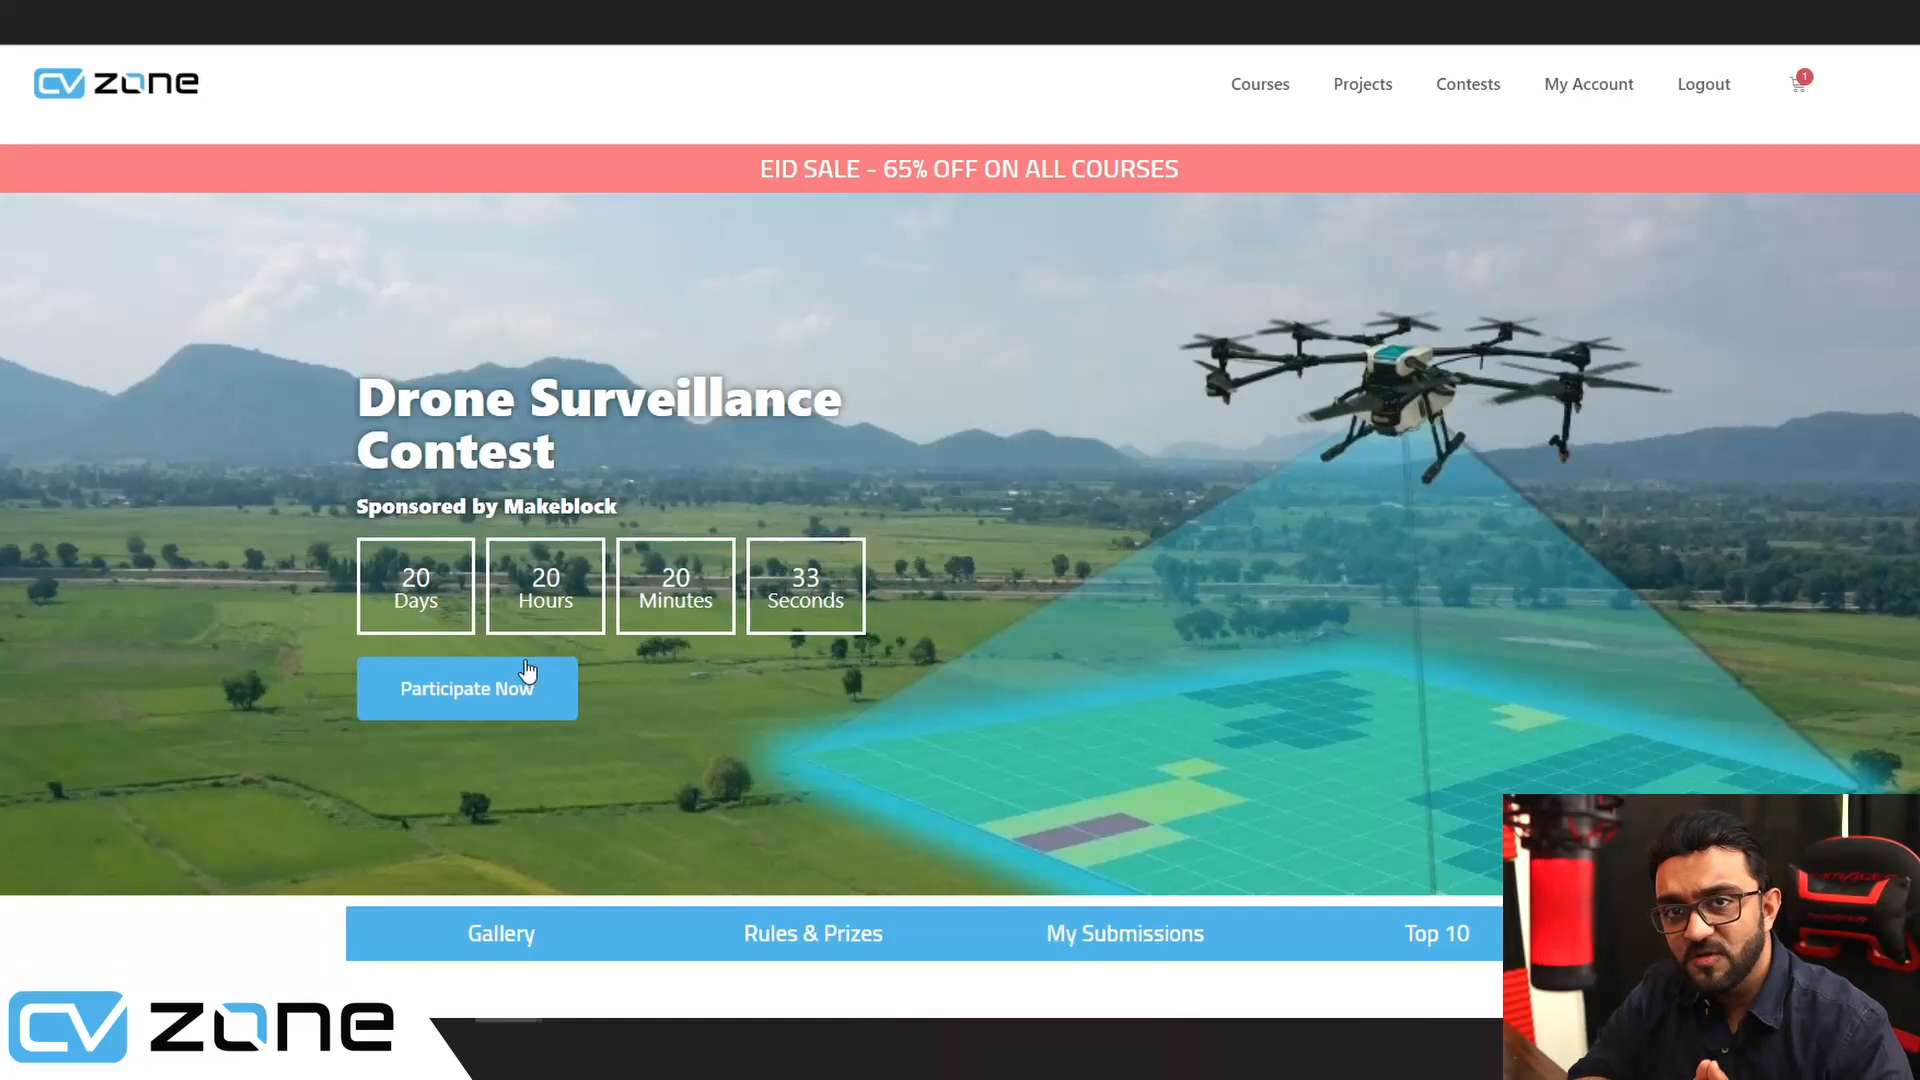 CV zone
Courses
Projects
Contests
My Account
Logout
1
EID SALE - 65% OFF ON ALL COURSES
Drone Surveillance
Contest
Sponsored by Makeblock
20
Days
20
Hours
20
Minutes
33
Seconds
Participate Now
Gallery
Rules & Prizes
My Submissions
Top 10
CV zone